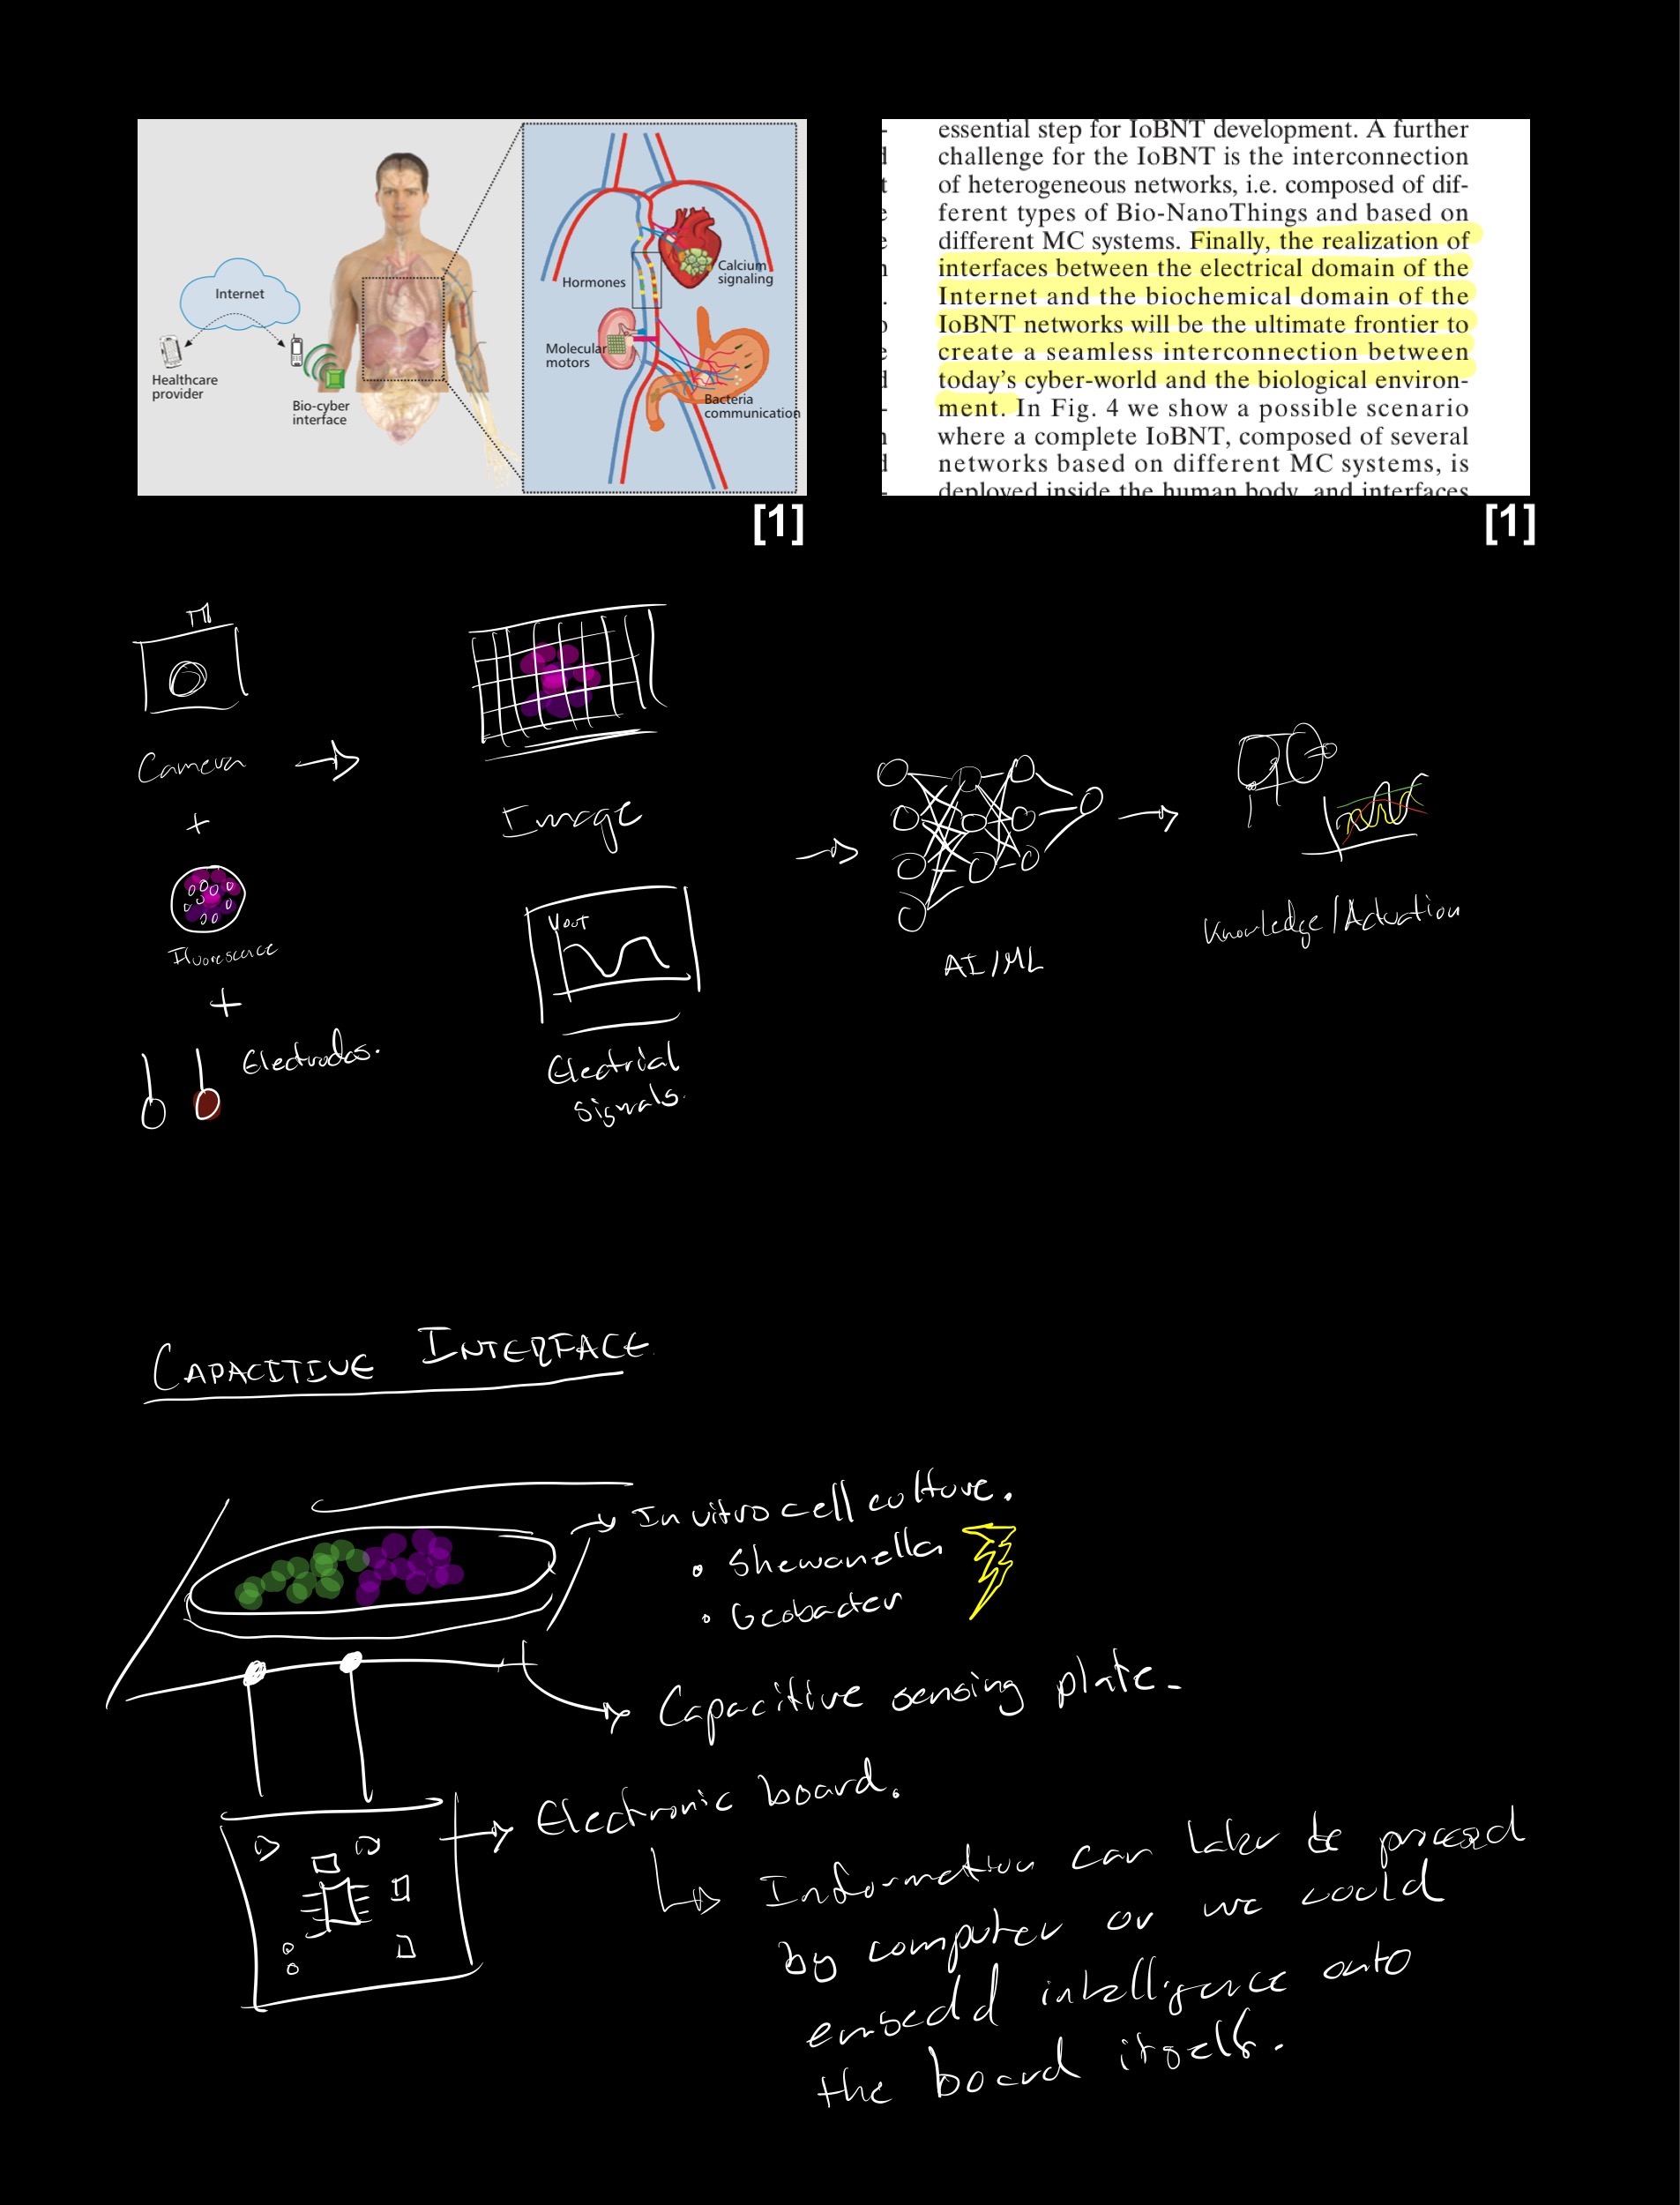 Internet
Healthcare
provider
Bio-cyber
interface
Hormones
Calcium
signaling
Molecular
motors
Bacteria
communication
[1]
essential step for IoBNT development. A further
challenge for the IoBNT is the interconnection
of heterogeneous networks, i.e. composed of dif-
ferent types of Bio-NanoThings and based on
different MC systems. Finally, the realization of
interfaces between the electrical domain of the
Internet and the biochemical domain of the
IoBNT networks will be the ultimate frontier to
create a seamless interconnection between
today's cyber-world and the biological environ-
ment. In Fig. 4 we show a possible scenario
where a complete IoBNT, composed of several
networks based on different MC systems, is
deployed inside the human body, and interfaces
[1]
Camera
+
Fluorescence
+
Electrodes.
Image
Vout
Electrial
Signals.
AI/ML
Knowledge/Actuation
CAPACITIVE INTERFACE
In vitro cell culture.
• Shewanella
• Geobacter
Capacitive sensing plate.
Electronic board.
Information can later be procesed
by computer or we could
embedd intelligence onto
the board itself.